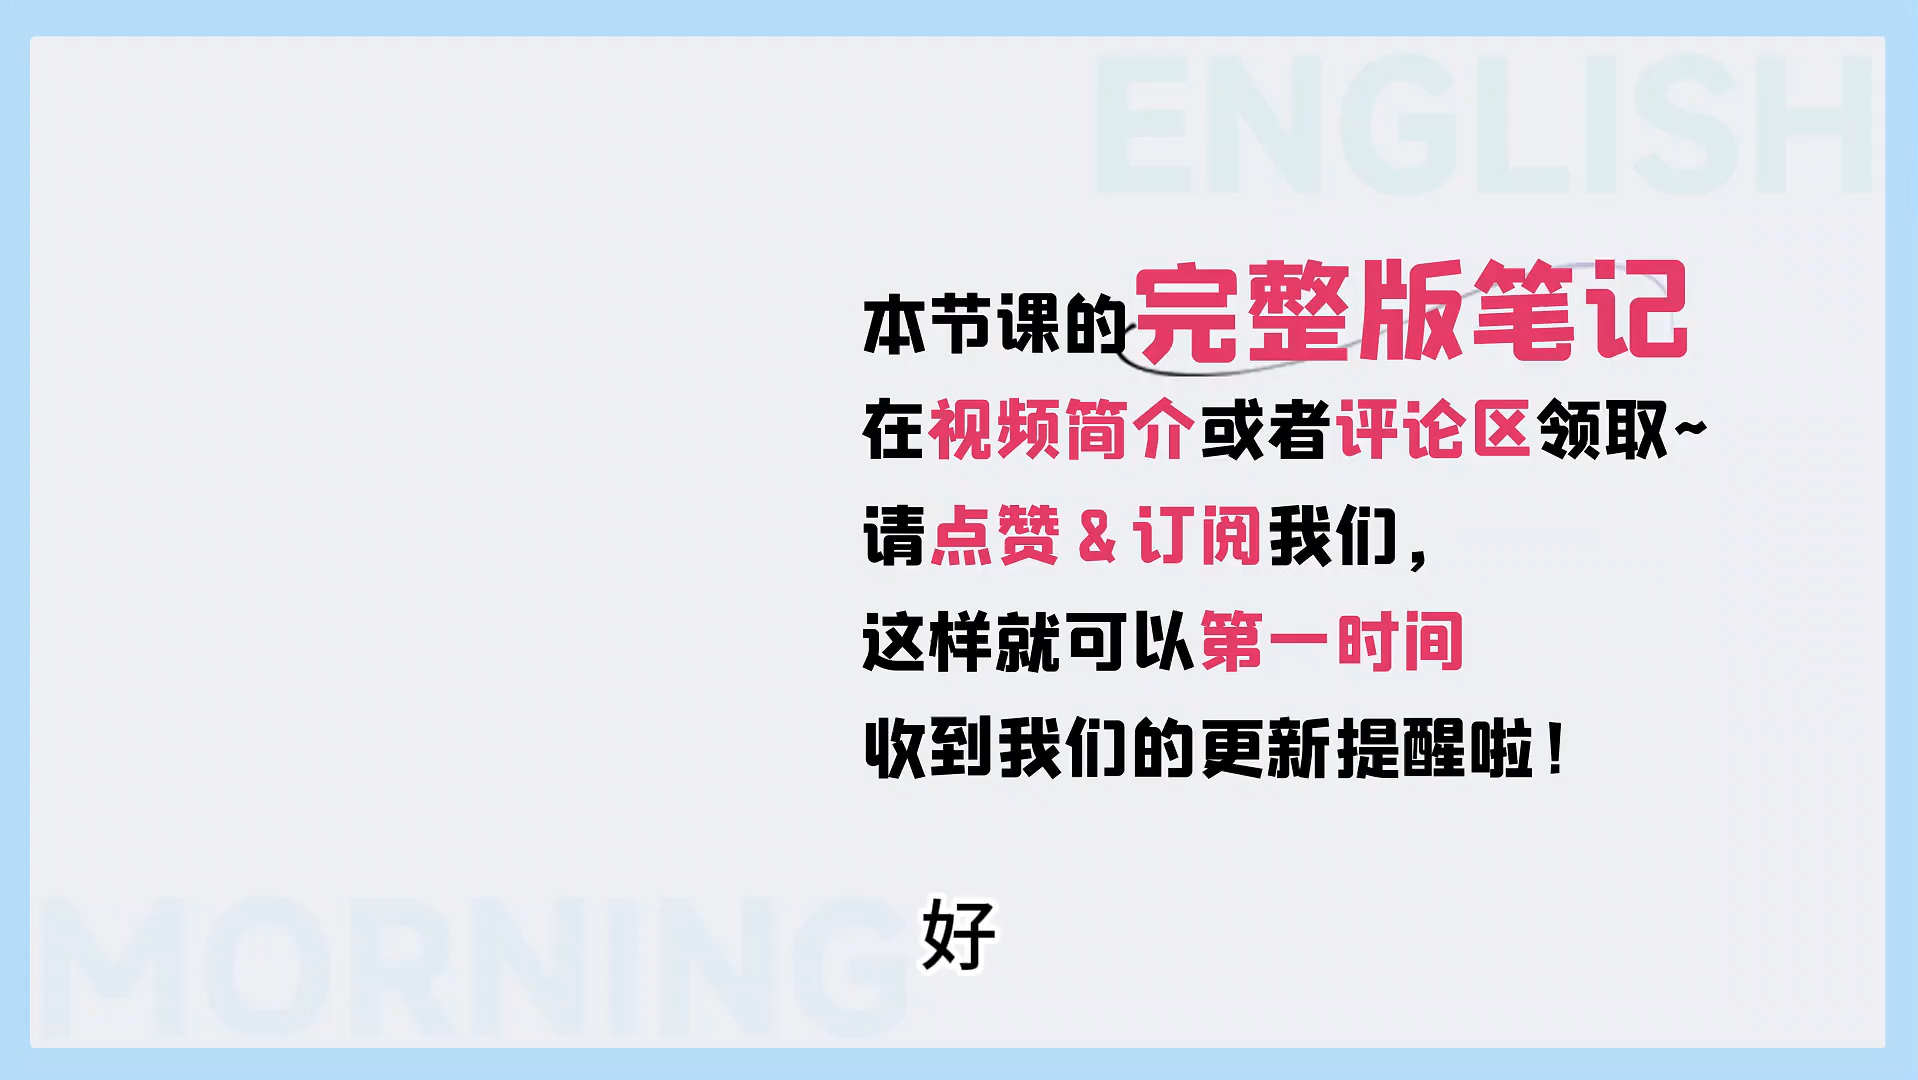 ENGLISH
本节课的完整版笔记
在视频简介或者评论区领取~
请点赞&订阅我们，
这样就可以第一时间
收到我们的更新提醒啦！
好
MORNING